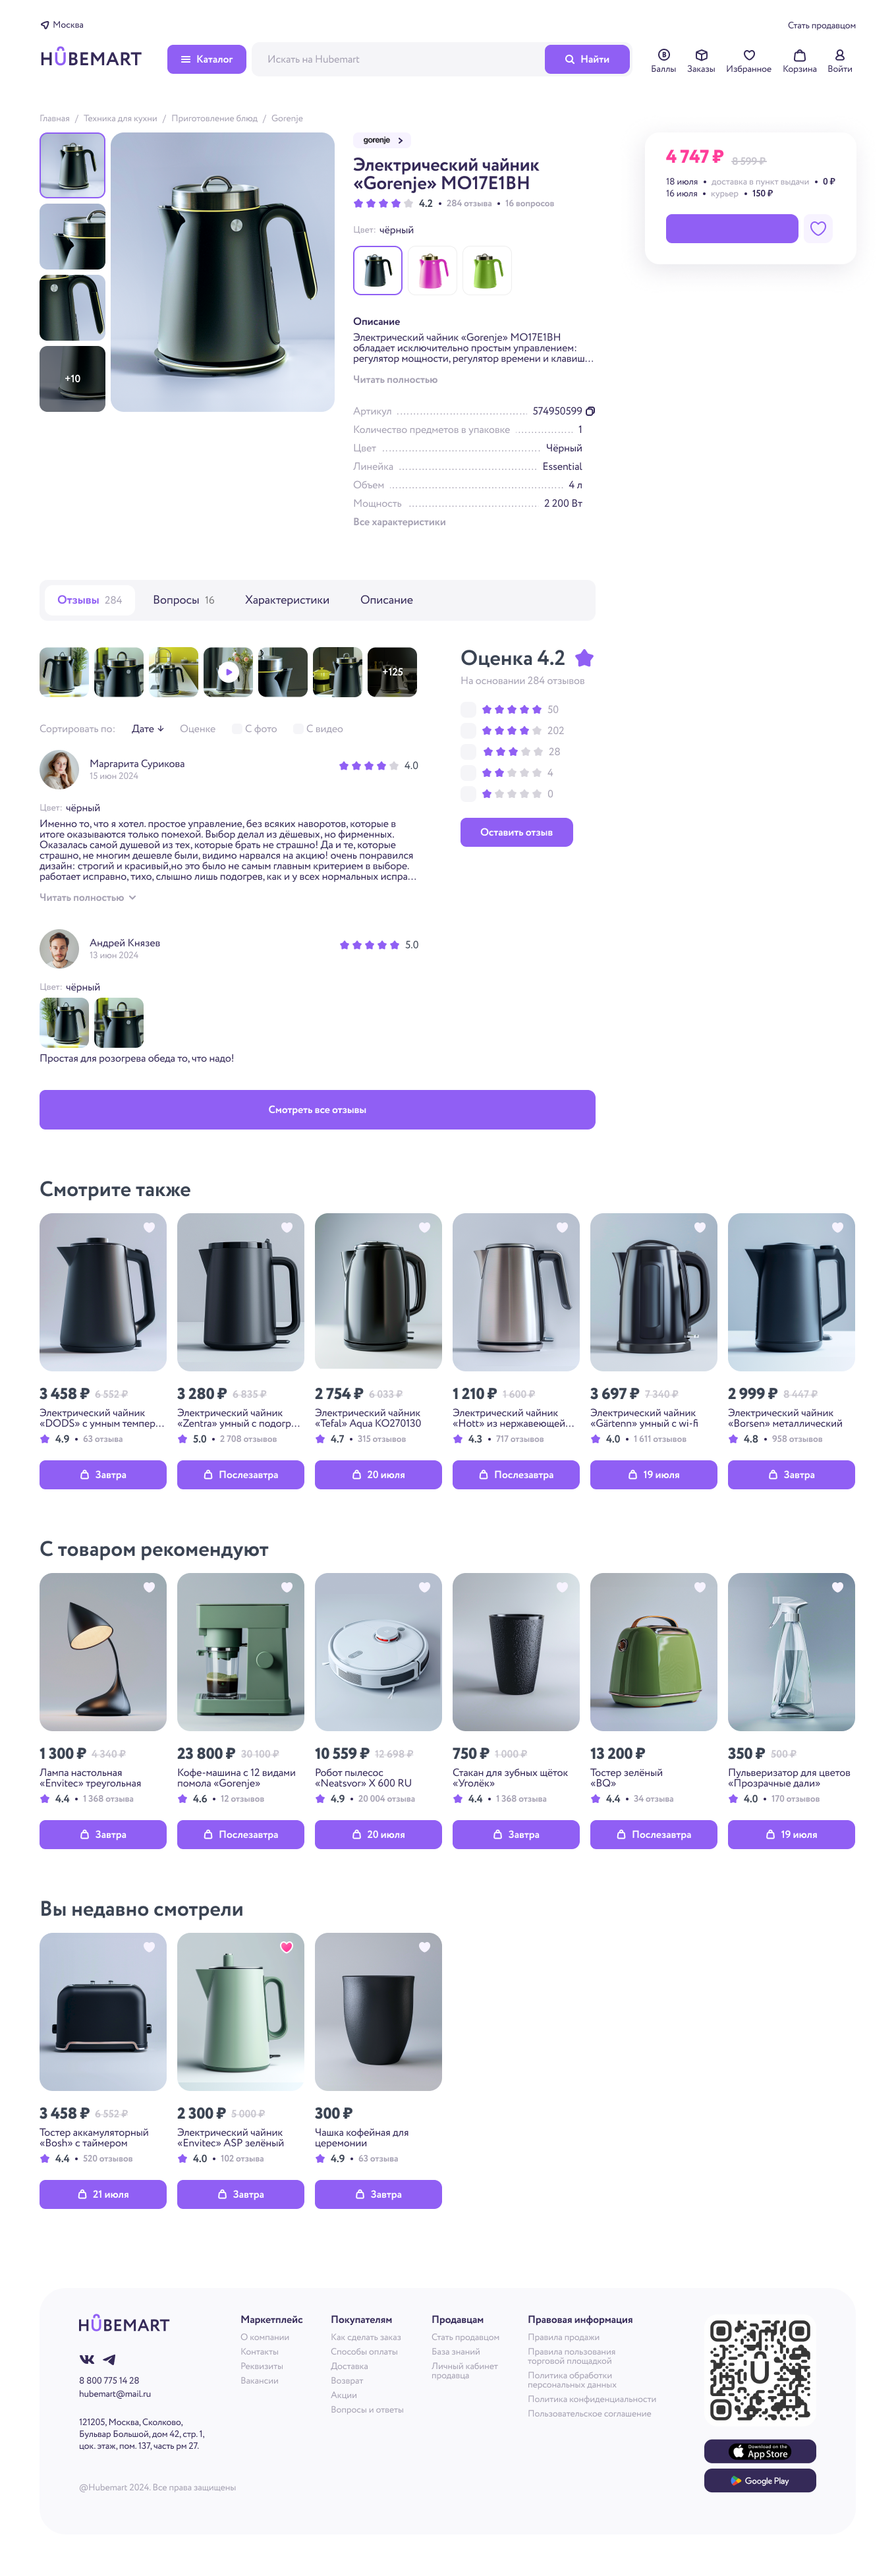 Москва
Стать продавцом
HUBEMART
Каталог
Искать на Hubemart
Найти
Баллы
Заказы
Избранное
Корзина
Войти
Главная / Техника для кухни / Приготовление блюд / Gorenje
+10
gorenje
Электрический чайник
«Gorenje» MO17E1BH
4.2 • 284 отзыва • 16 вопросов
Цвет: чёрный
Описание
Электрический чайник «Gorenje» MO17E1BH
обладает исключительно простым управлением:
регулятор мощности, регулятор времени и клавиш...
Читать полностью
Артикул 574950599
Количество предметов в упаковке 1
Цвет Чёрный
Линейка Essential
Объем 4 л
Мощность 2 200 Вт
Все характеристики
4 747 ₽ 8 599 ₽
18 июля • доставка в пункт выдачи • 0 ₽
16 июля • курьер • 150 ₽
Отзывы 284
Вопросы 16
Характеристики
Описание
+125
Сортировать по: Дате ↓ Оценке С фото С видео
Маргарита Сурикова
15 июн 2024
4.0
Цвет: чёрный
Именно то, что я хотел. простое управление, без всяких наворотов, которые в
итоге оказываются только помехой. Выбор делал из дёшевых, но фирменных.
Оказалась самой душевой из тех, которые брать не страшно! Да и те, которые
страшно, не многим дешевле были, видимо нарвался на акцию! очень понравился
дизайн: строгий и красивый,но это было не самым главным критерием в выборе.
работает исправно, тихо, слышно лишь подогрев, как и у всех нормальных испра...
Читать полностью
Андрей Князев
13 июн 2024
5.0
Цвет: чёрный
Простая для розогрева обеда то, что надо!
Оценка 4.2
На основании 284 отзывов
50
202
28
4
0
Оставить отзыв
Смотреть все отзывы
Смотрите также
3 458 ₽ 6 552 ₽
Электрический чайник
«DODS» с умным темпер...
4.9 • 63 отзыва
Завтра
3 280 ₽ 6 835 ₽
Электрический чайник
«Zentra» умный с подогр...
5.0 • 2 708 отзывов
Послезавтра
2 754 ₽ 6 033 ₽
Электрический чайник
«Tefal» Aqua KO270130
4.7 • 315 отзывов
20 июля
1 210 ₽ 1 600 ₽
Электрический чайник
«Hott» из нержавеющей...
4.3 • 717 отзывов
Послезавтра
3 697 ₽ 7 340 ₽
Электрический чайник
«Gärtenn» умный с wi-fi
4.0 • 1 611 отзывов
19 июля
2 999 ₽ 8 447 ₽
Электрический чайник
«Borsen» металлический
4.8 • 958 отзывов
Завтра
С товаром рекомендуют
1 300 ₽ 4 340 ₽
Лампа настольная
«Envitec» треугольная
4.4 • 1 368 отзыва
Завтра
23 800 ₽ 30 100 ₽
Кофе-машина с 12 видами
помола «Gorenje»
4.6 • 12 отзывов
Послезавтра
10 559 ₽ 12 698 ₽
Робот пылесос
«Neatsvor» X 600 RU
4.9 • 20 004 отзыва
20 июля
750 ₽ 1 000 ₽
Стакан для зубных щёток
«Уголёк»
4.4 • 1 368 отзыва
Завтра
13 200 ₽
Тостер зелёный
«BQ»
4.4 • 34 отзыва
Послезавтра
350 ₽ 500 ₽
Пульверизатор для цветов
«Прозрачные дали»
4.0 • 170 отзывов
19 июля
Вы недавно смотрели
3 458 ₽ 6 552 ₽
Тостер аккамуляторный
«Bosh» с таймером
4.4 • 520 отзывов
21 июля
2 300 ₽ 5 000 ₽
Электрический чайник
«Envitec» ASP зелёный
4.0 • 102 отзыва
Завтра
300 ₽
Чашка кофейная для
церемонии
4.9 • 63 отзыва
Завтра
HUBEMART
8 800 775 14 28
hubemart@mail.ru
121205, Москва, Сколково,
Бульвар Большой, дом 42, стр. 1,
цок. этаж, пом. 137, часть рм 27.
@Hubemart 2024. Все права защищены
Маркетплейс
О компании
Контакты
Реквизиты
Вакансии
Покупателям
Как сделать заказ
Способы оплаты
Доставка
Возврат
Акции
Вопросы и ответы
Продавцам
Стать продавцом
База знаний
Личный кабинет
продавца
Правовая информация
Правила продажи
Правила пользования
торговой площадкой
Политика обработки
персональных данных
Политика конфиденциальности
Пользовательское соглашение
Download on the
App Store
Google Play